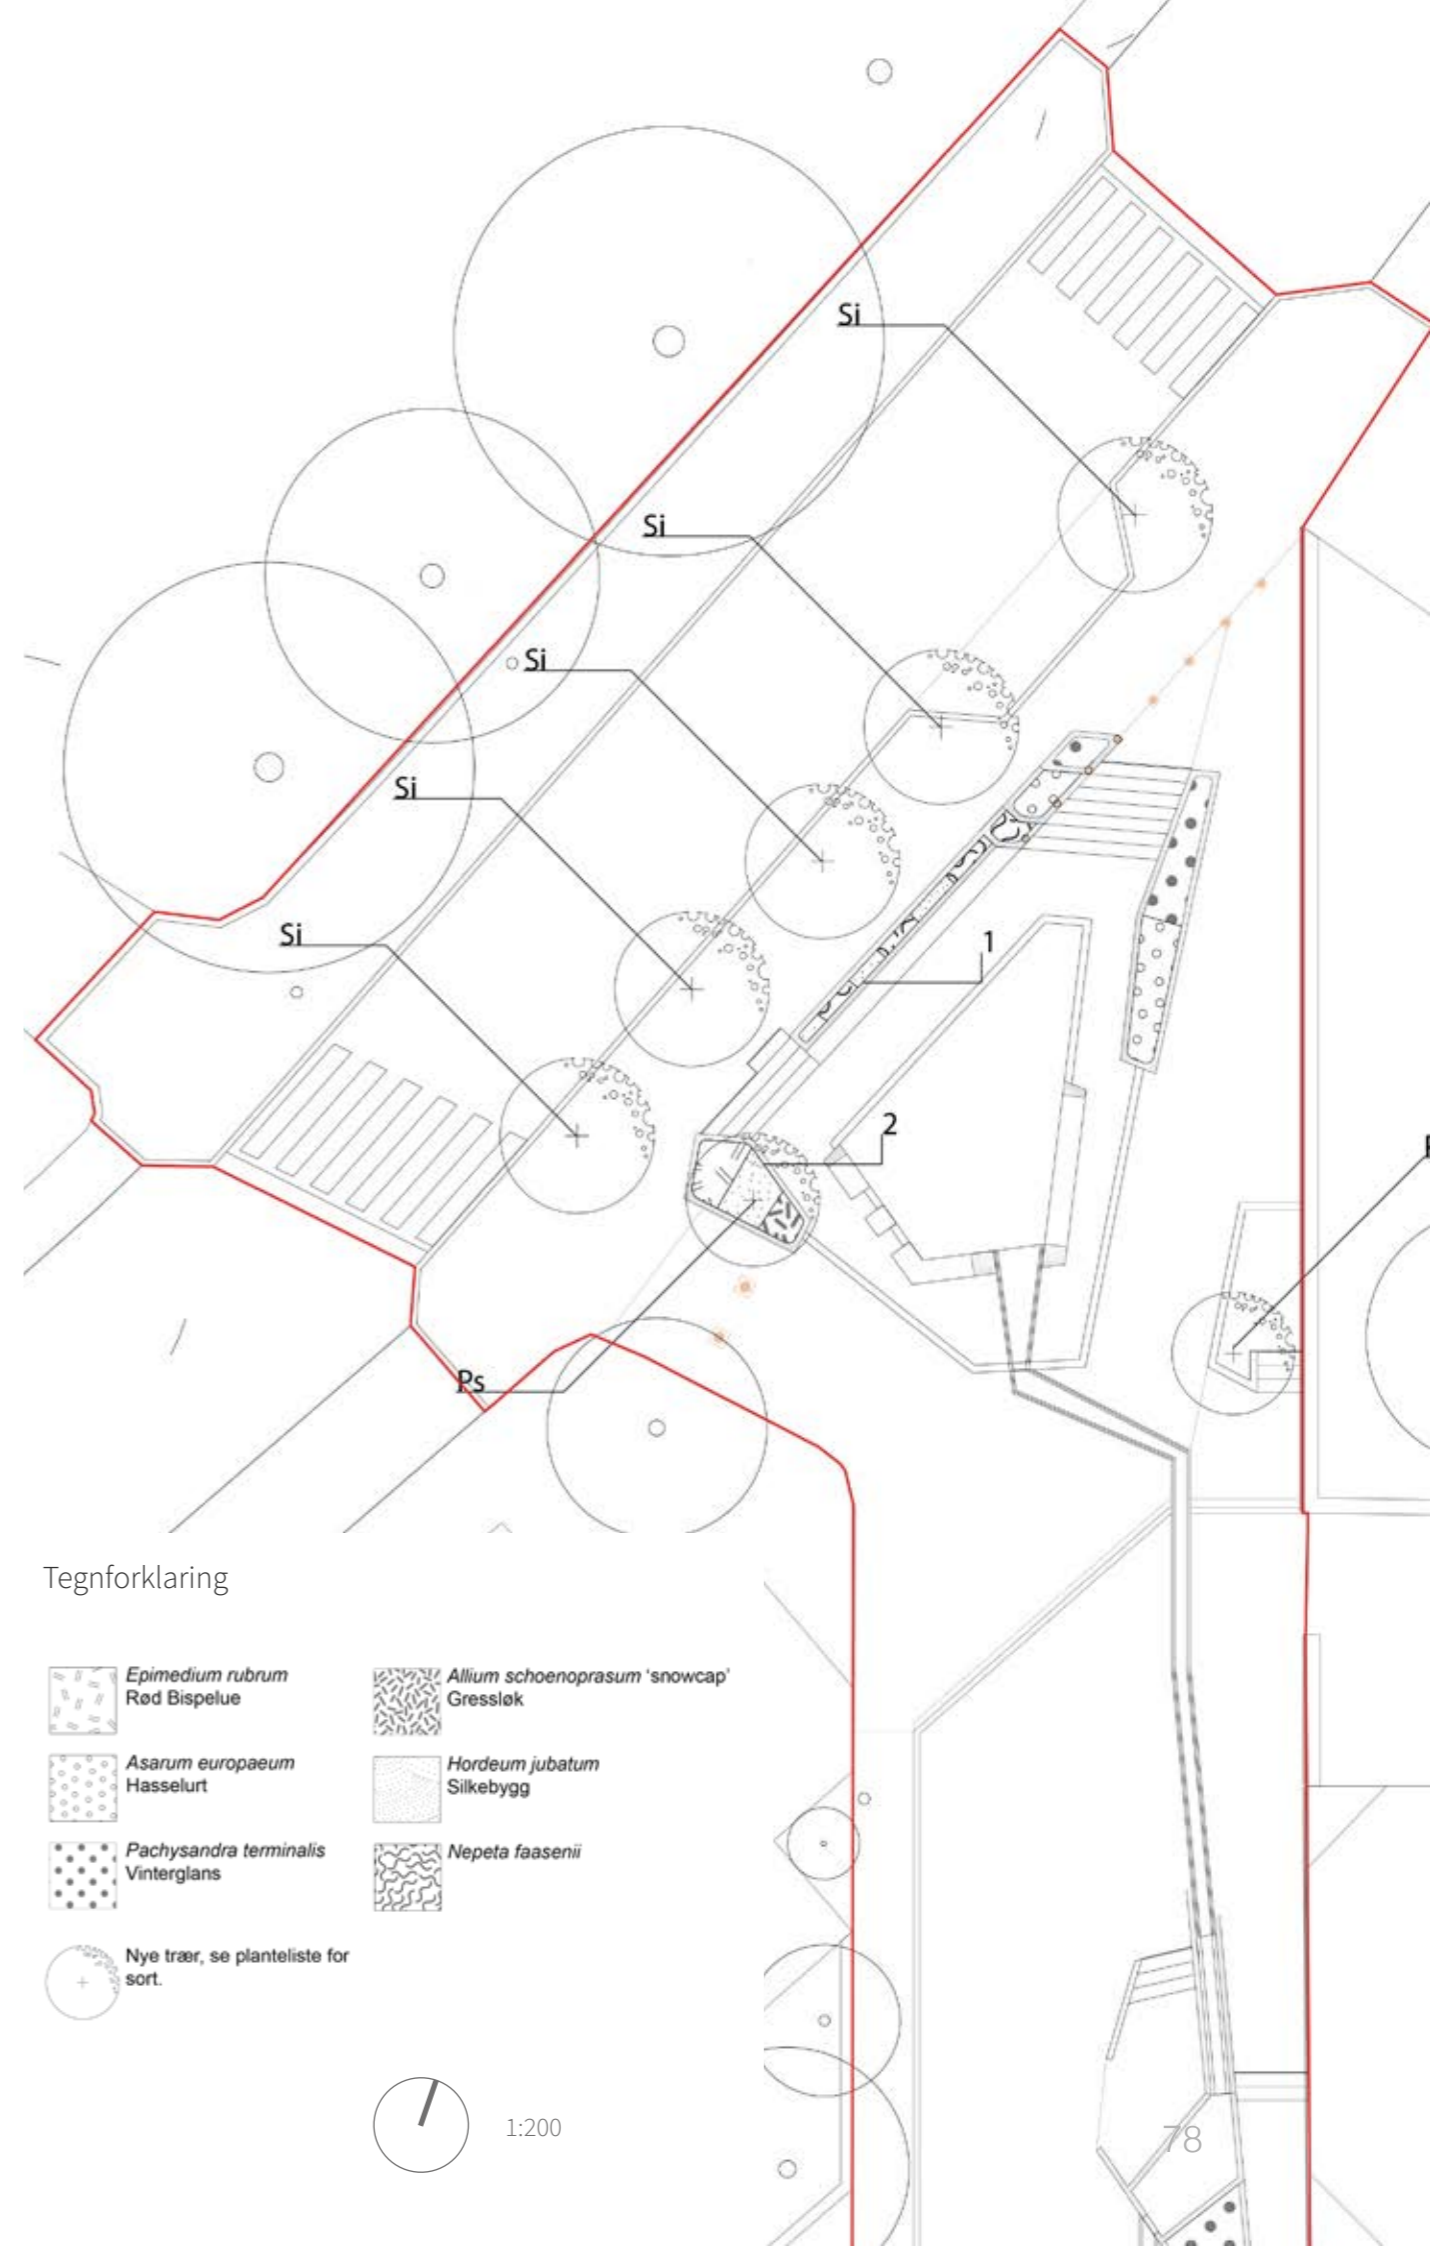 Si
Si
Si
Si
Si
1
2
Ps
Tegnforklaring
Epimedium rubrum
Rød Bispelue
Asarum europaeum
Hasselurt
Pachysandra terminalis
Vinterglans
Nye trær, se planteliste for
sort.
Allium schoenoprasum 'snowcap'
Gressløk
Hordeum jubatum
Silkebygg
Nepeta faasenii
1:200
78